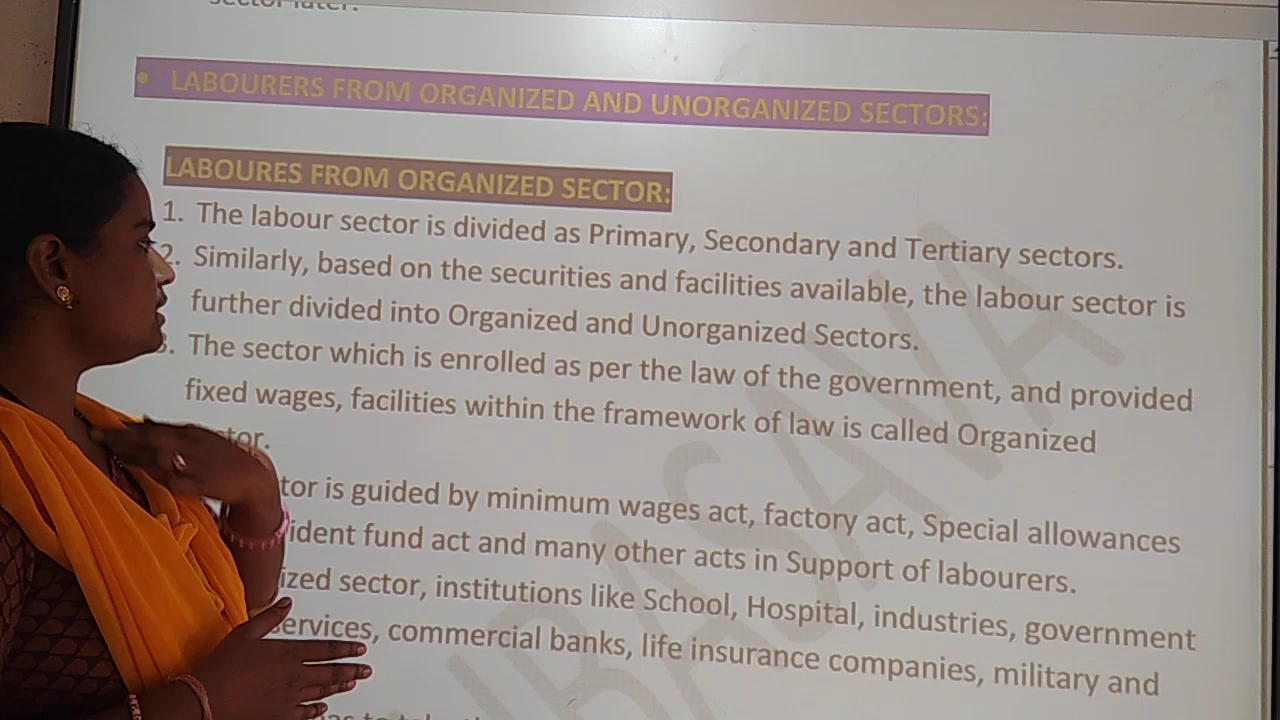 sector later.
• LABOURERS FROM ORGANIZED AND UNORGANIZED SECTORS:
LABOURES FROM ORGANIZED SECTOR:
1. The labour sector is divided as Primary, Secondary and Tertiary sectors.
2. Similarly, based on the securities and facilities available, the labour sector is
further divided into Organized and Unorganized Sectors.
3. The sector which is enrolled as per the law of the government, and provided
fixed wages, facilities within the framework of law is called Organized
tor.
tor is guided by minimum wages act, factory act, Special allowances
ident fund act and many other acts in Support of labourers.
ized sector, institutions like School, Hospital, industries, government
services, commercial banks, life insurance companies, military and